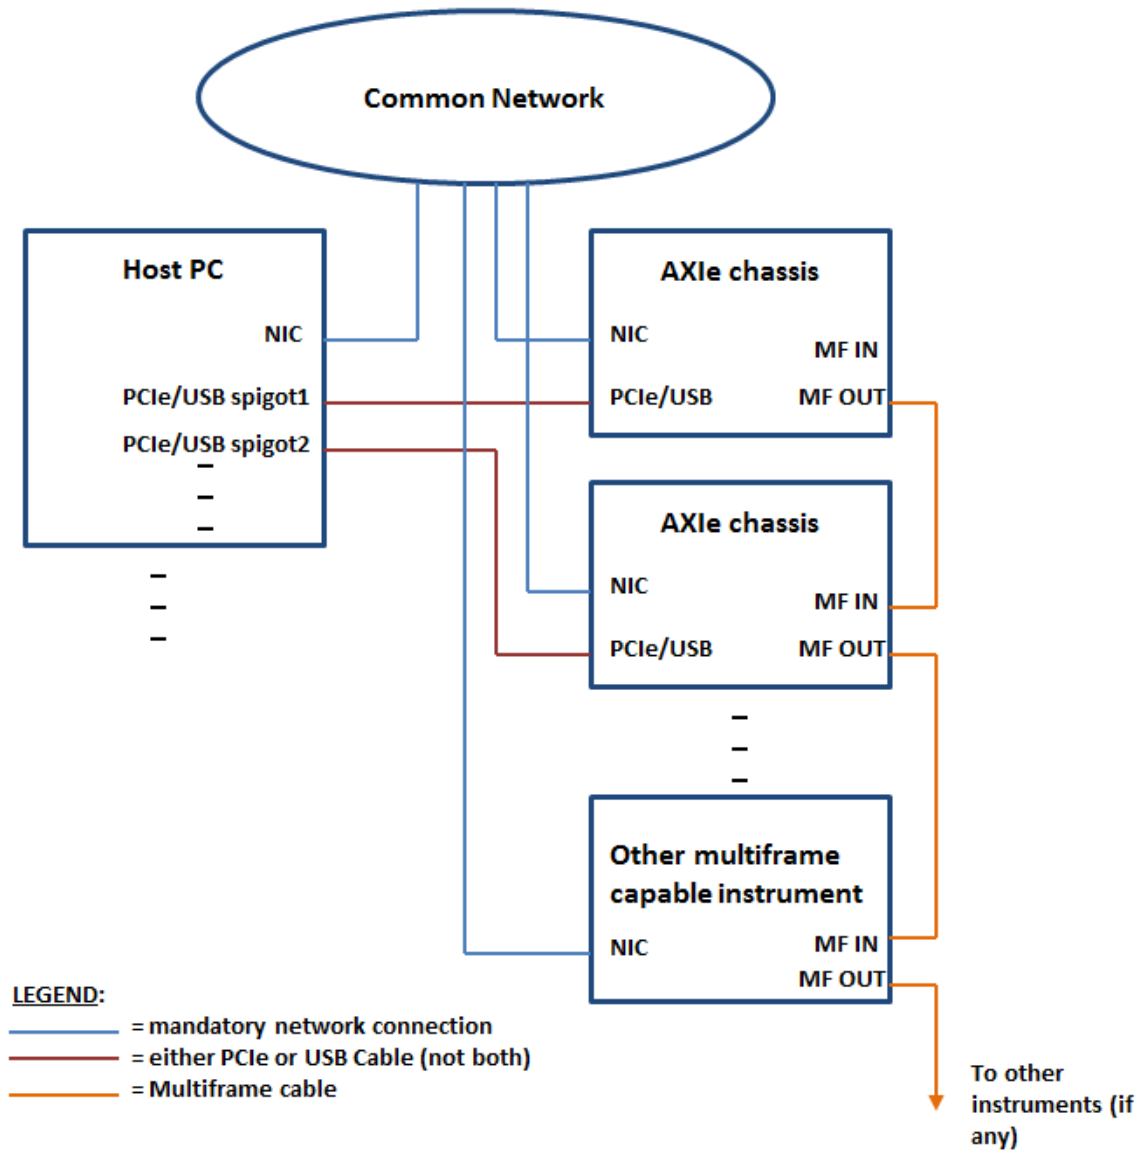 Common Network
Host PC
NIC
PCIe/USB spigot1
PCIe/USB spigot2
AXIe chassis
NIC
MF IN
PCIe/USB
MF OUT
AXIe chassis
NIC
MF IN
PCIe/USB
MF OUT
Other multiframe
capable instrument
NIC
MF IN
MF OUT
LEGEND:
= mandatory network connection
= either PCIe or USB Cable (not both)
= Multiframe cable
To other
instruments (if
any)